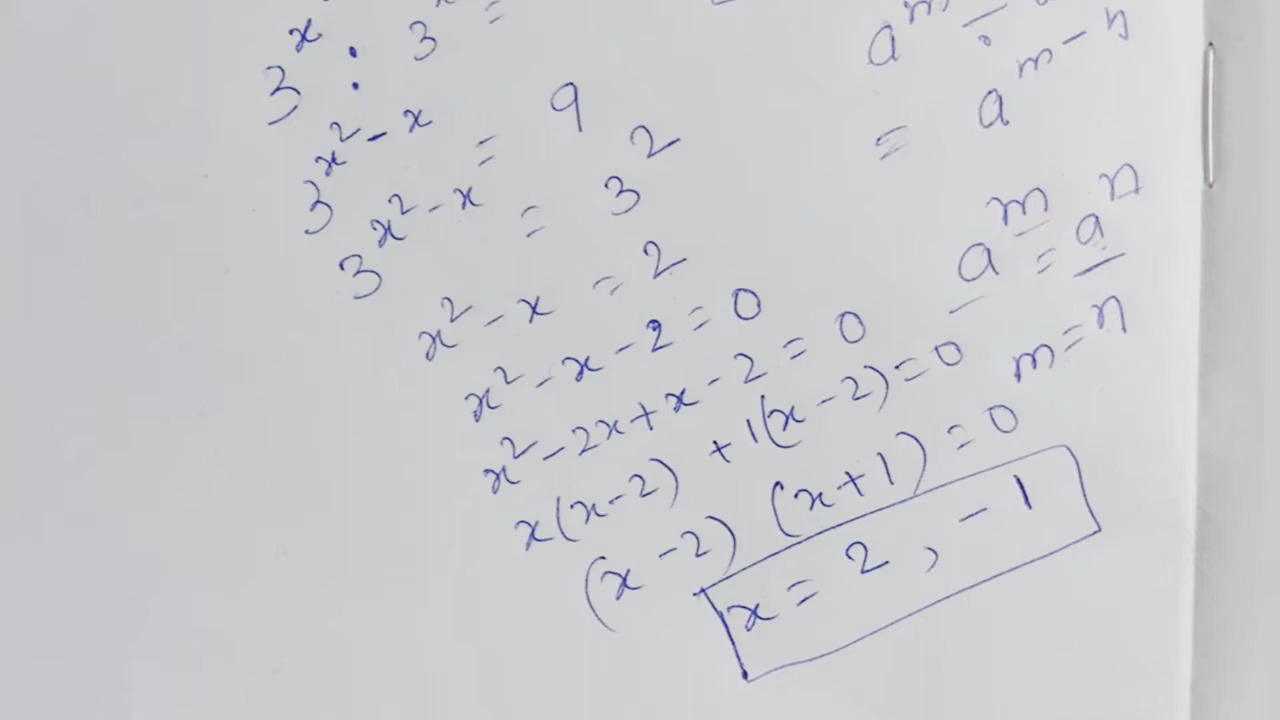 3^x : 3^x =
3^{x²-x} = 9
3^{x²-x} = 3²
x² - x = 2
x² - x - 2 = 0
x² - 2x + x - 2 = 0
x(x-2) + 1(x-2) = 0
(x-2) (x+1) = 0
x = 2, -1
a^m ÷
= a^{m-n}
a^m = a^n
m = n